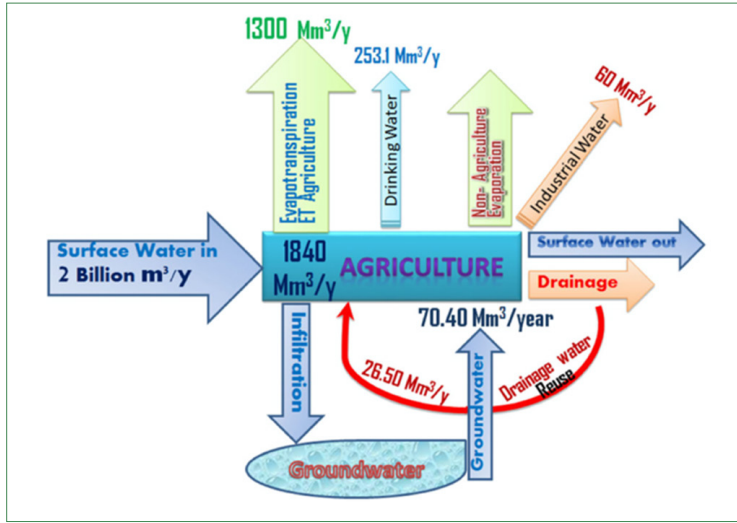 1300 Mm³/y
253.1 Mm³/y
60 Mm³/y
Evapotranspiration
ET Agriculture
Drinking Water
Non- Agriculture
Evaporation
Industrial Water
Surface Water in
2 Billion m³/y
1840
Mm³/y
AGRICULTURE
Surface Water out
Drainage
Infiltration
70.40 Mm³/year
26.50 Mm³/y
Drainage water
Reuse
Groundwater
Groundwater